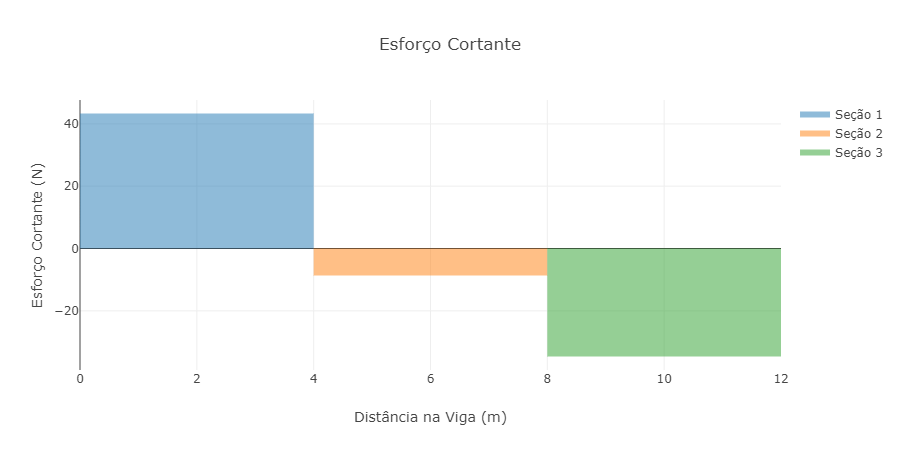 Esforço Cortante
Seção 1
Seção 2
Seção 3
Esforço Cortante (N)
40
20
0
−20
0 2 4 6 8 10 12
Distância na Viga (m)